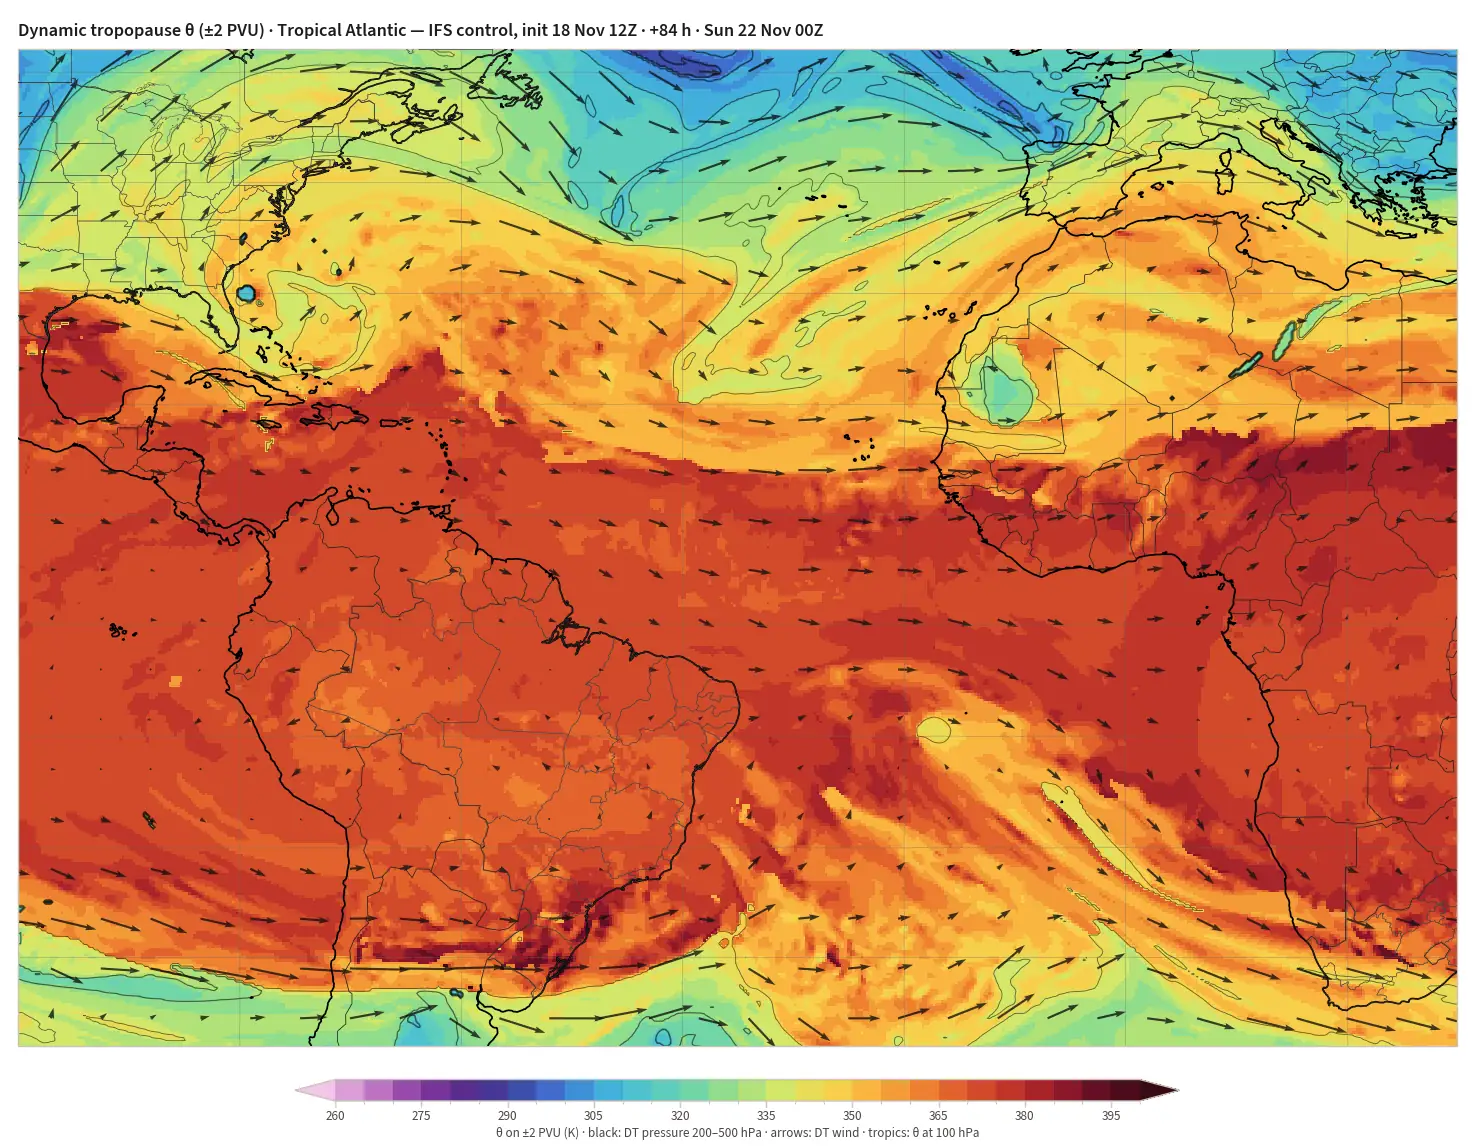 Dynamic tropopause θ (±2 PVU) · Tropical Atlantic — IFS control, init 18 Nov 12Z · +84 h · Sun 22 Nov 00Z
260 275 290 305 320 335 350 365 380 395
θ on ±2 PVU (K) · black: DT pressure 200–500 hPa · arrows: DT wind · tropics: θ at 100 hPa